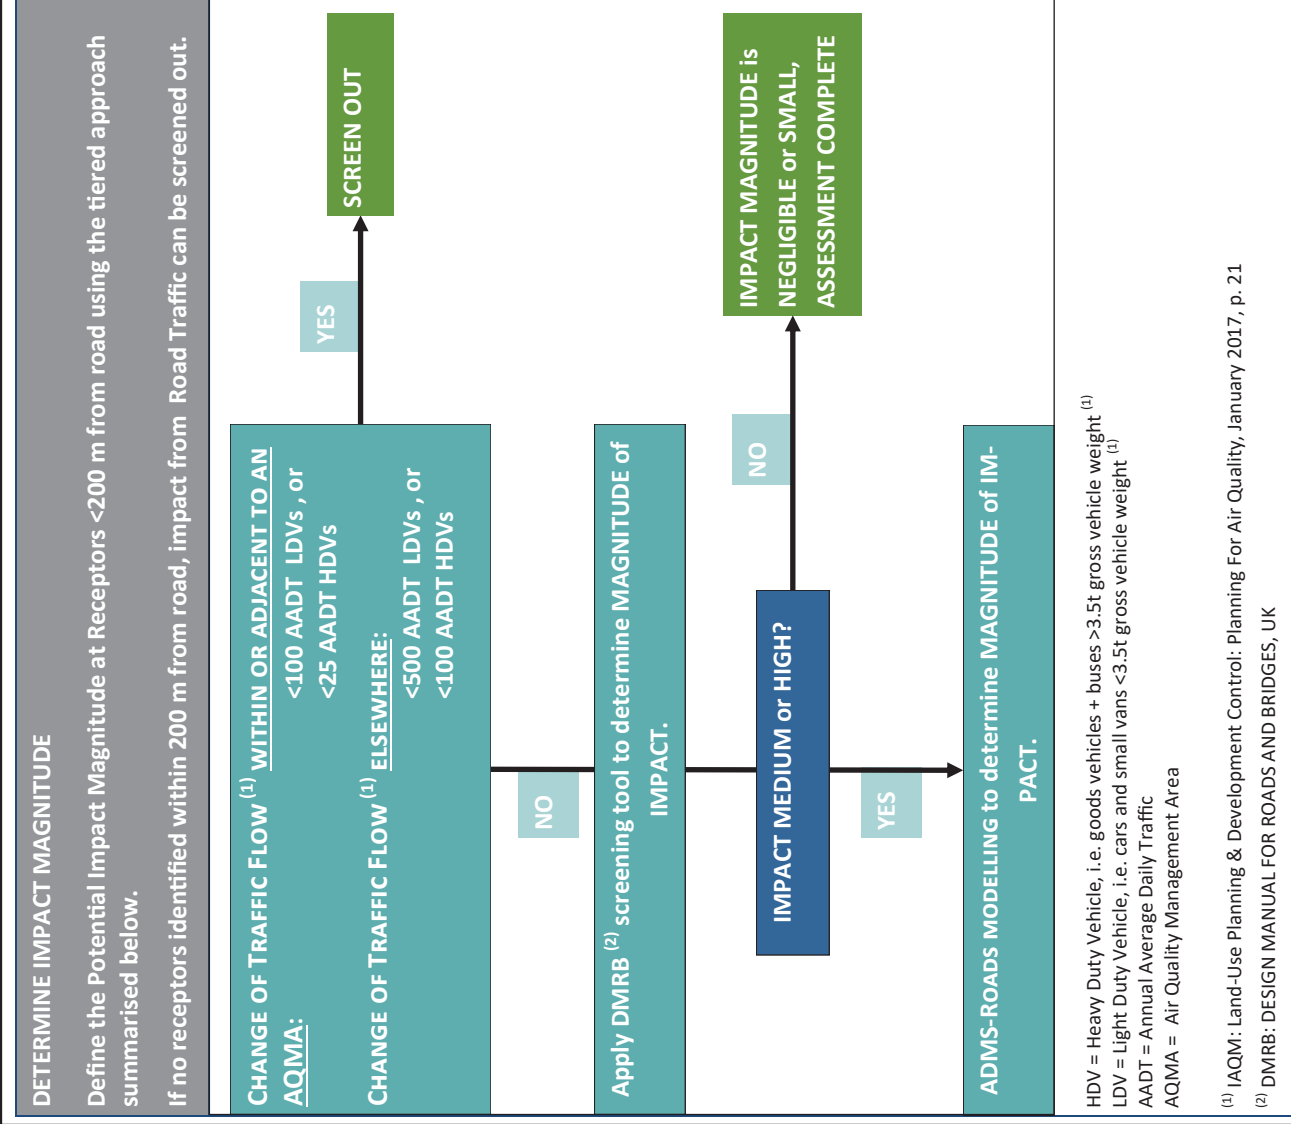 DETERMINE IMPACT MAGNITUDE
Define the Potential Impact Magnitude at Receptors <200 m from road using the tiered approach
summarised below.
If no receptors identified within 200 m from road, impact from Road Traffic can be screened out.
CHANGE OF TRAFFIC FLOW (1) WITHIN OR ADJACENT TO AN
AQMA:
<100 AADT LDVs , or
<25 AADT HDVs
CHANGE OF TRAFFIC FLOW (1) ELSEWHERE:
<500 AADT LDVs , or
<100 AADT HDVs
YES
SCREEN OUT
NO
Apply DMRB (2) screening tool to determine MAGNITUDE of
IMPACT.
IMPACT MEDIUM or HIGH?
NO
IMPACT MAGNITUDE is
NEGLIGIBLE or SMALL,
ASSESSMENT COMPLETE
YES
ADMS-ROADS MODELLING to determine MAGNITUDE of IM-
PACT.
HDV = Heavy Duty Vehicle, i.e. goods vehicles + buses >3.5t gross vehicle weight (1)
LDV = Light Duty Vehicle, i.e. cars and small vans <3.5t gross vehicle weight (1)
AADT = Annual Average Daily Traffic
AQMA = Air Quality Management Area
(1) IAQM: Land-Use Planning & Development Control: Planning For Air Quality, January 2017, p. 21
(2) DMRB: DESIGN MANUAL FOR ROADS AND BRIDGES, UK